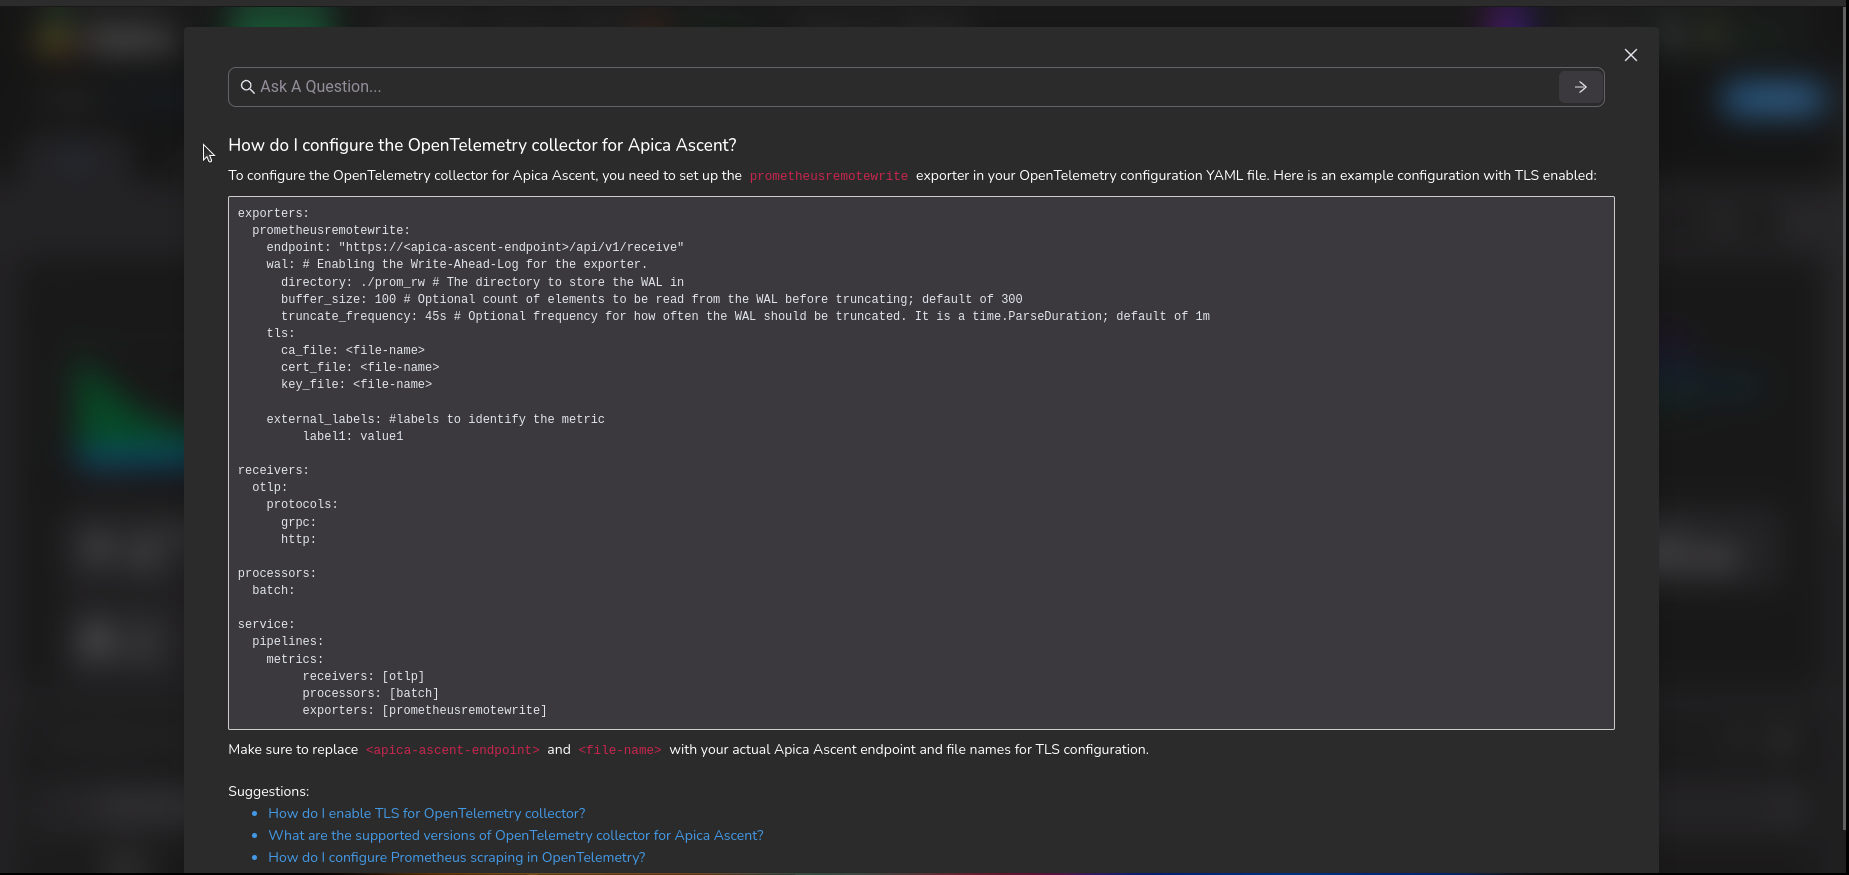 Ask A Question...
How do I configure the OpenTelemetry collector for Apica Ascent?
To configure the OpenTelemetry collector for Apica Ascent, you need to set up the prometheusremotewrite exporter in your OpenTelemetry configuration YAML file. Here is an example configuration with TLS enabled:
exporters:
  prometheusremotewrite:
    endpoint: "https://<apica-ascent-endpoint>/api/v1/receive"
    wal: # Enabling the Write-Ahead-Log for the exporter.
      directory: ./prom_rw # The directory to store the WAL in
      buffer_size: 100 # Optional count of elements to be read from the WAL before truncating; default of 300
      truncate_frequency: 45s # Optional frequency for how often the WAL should be truncated. It is a time.ParseDuration; default of 1m
    tls:
      ca_file: <file-name>
      cert_file: <file-name>
      key_file: <file-name>
    external_labels: #labels to identify the metric
         label1: value1
receivers:
  otlp:
    protocols:
      grpc:
      http:
processors:
  batch:
service:
  pipelines:
    metrics:
         receivers: [otlp]
         processors: [batch]
         exporters: [prometheusremotewrite]
Make sure to replace <apica-ascent-endpoint> and <file-name> with your actual Apica Ascent endpoint and file names for TLS configuration.
Suggestions:
• How do I enable TLS for OpenTelemetry collector?
• What are the supported versions of OpenTelemetry collector for Apica Ascent?
• How do I configure Prometheus scraping in OpenTelemetry?